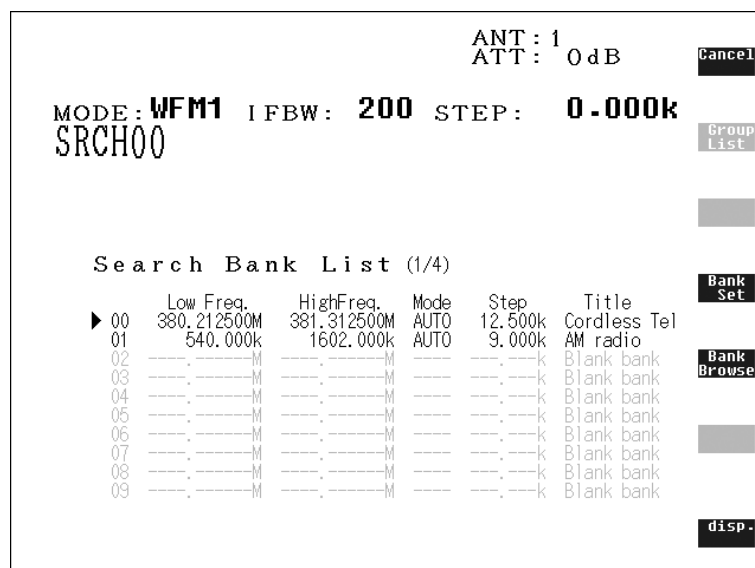 ANT:1
ATT: 0dB
Cancel
MODE:WFM1 IFBW: 200 STEP: 0.000k
SRCH00
Group
List
Search Bank List (1/4)
Bank
Set
Low Freq. HighFreq. Mode Step Title
▶ 00 380.212500M 381.312500M AUTO 12.500k Cordless Tel
01 540.000k 1602.000k AUTO 9.000k AM radio
02 ----.------M ----.------M ---- ---.---k Blank bank
03 ----.------M ----.------M ---- ---.---k Blank bank
04 ----.------M ----.------M ---- ---.---k Blank bank
05 ----.------M ----.------M ---- ---.---k Blank bank
06 ----.------M ----.------M ---- ---.---k Blank bank
07 ----.------M ----.------M ---- ---.---k Blank bank
08 ----.------M ----.------M ---- ---.---k Blank bank
09 ----.------M ----.------M ---- ---.---k Blank bank
Bank
Browse
disp.